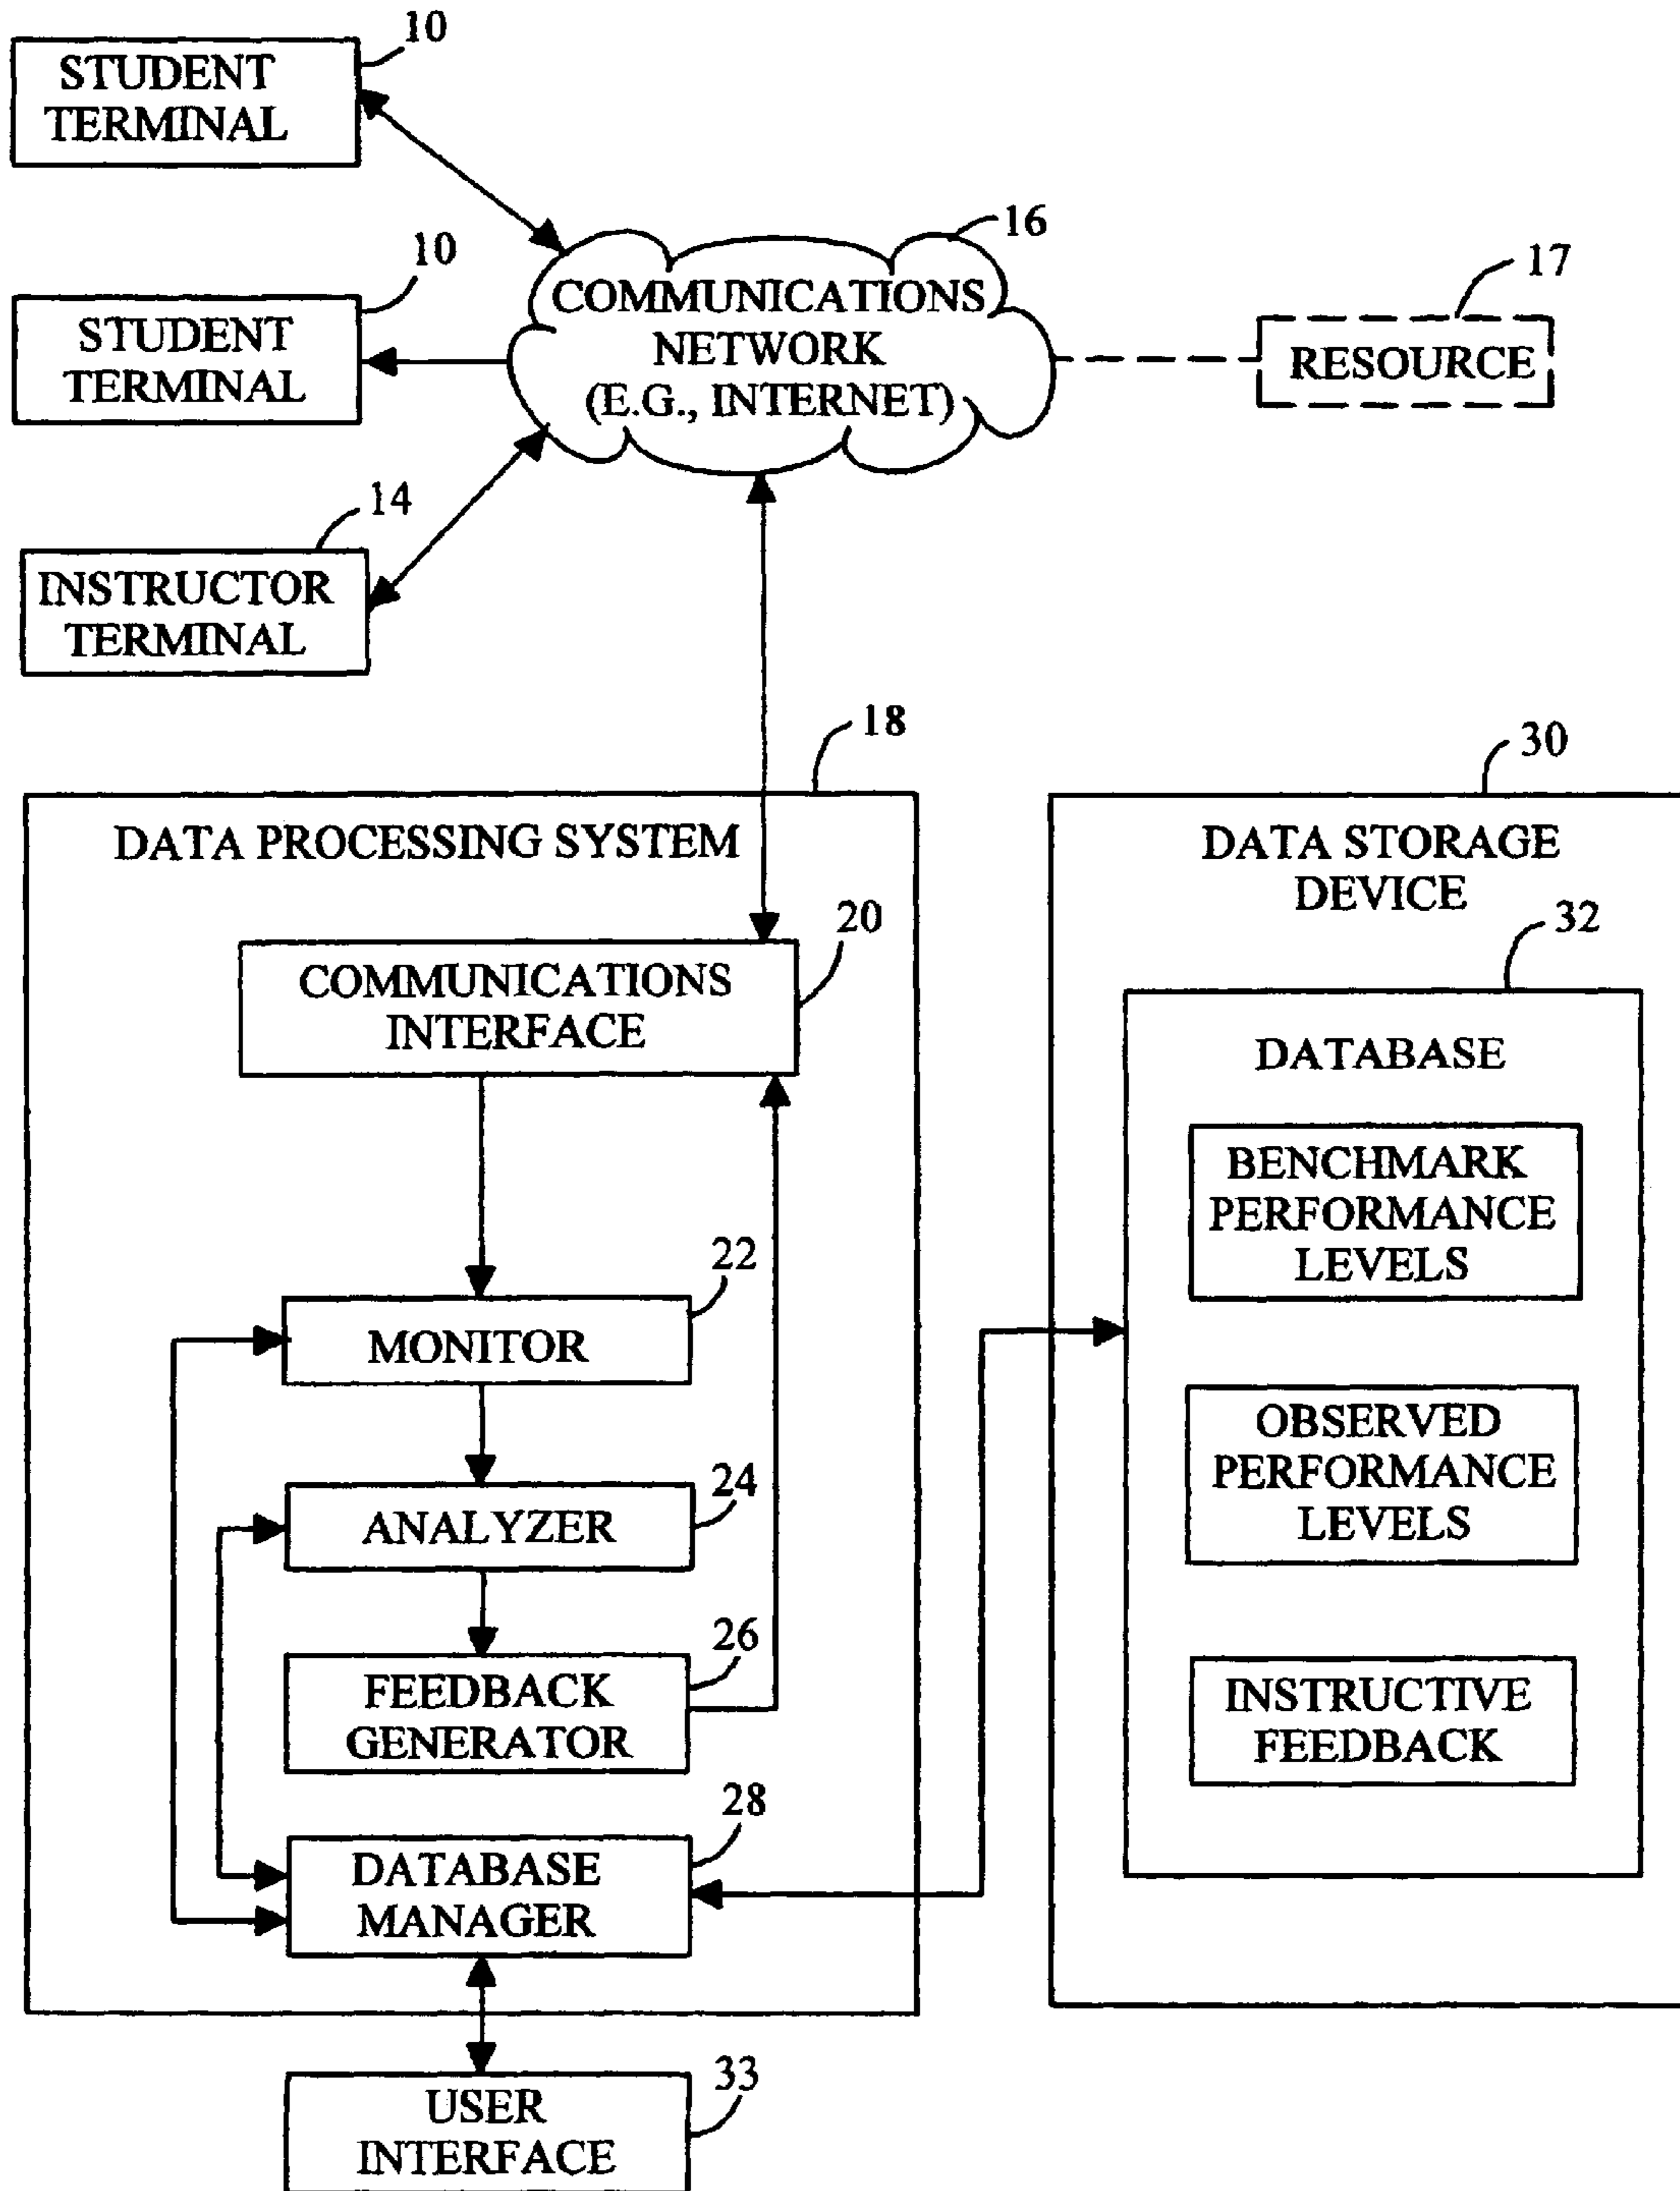 10
STUDENT
TERMINAL
10
STUDENT
TERMINAL
14
INSTRUCTOR
TERMINAL
16
COMMUNICATIONS
NETWORK
(E.G., INTERNET)
17
RESOURCE
18
DATA PROCESSING SYSTEM
20
COMMUNICATIONS
INTERFACE
22
MONITOR
24
ANALYZER
26
FEEDBACK
GENERATOR
28
DATABASE
MANAGER
33
USER
INTERFACE
30
DATA STORAGE
DEVICE
32
DATABASE
BENCHMARK
PERFORMANCE
LEVELS
OBSERVED
PERFORMANCE
LEVELS
INSTRUCTIVE
FEEDBACK